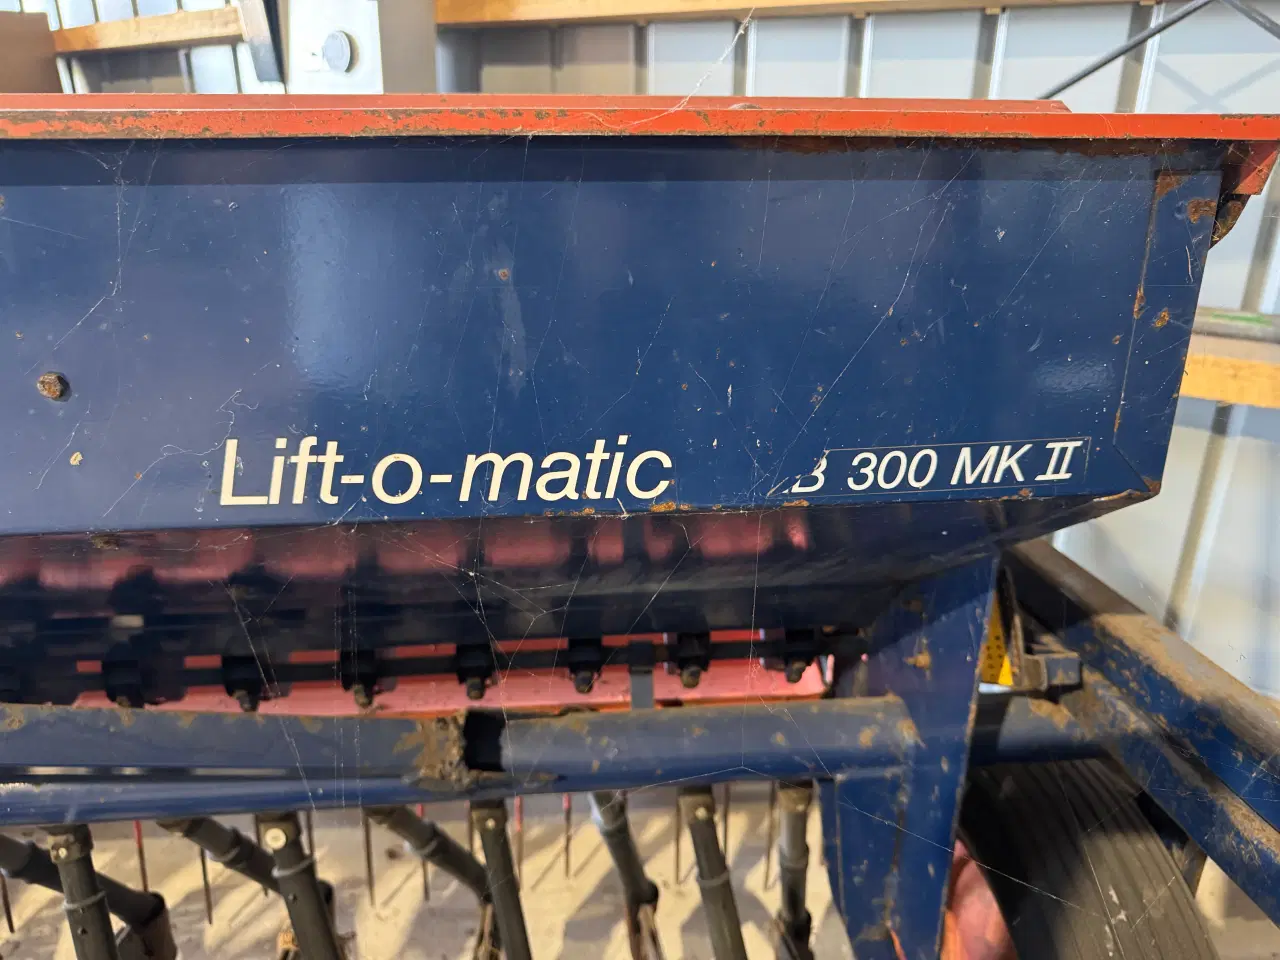 Lift-o-matic B 300 MK II